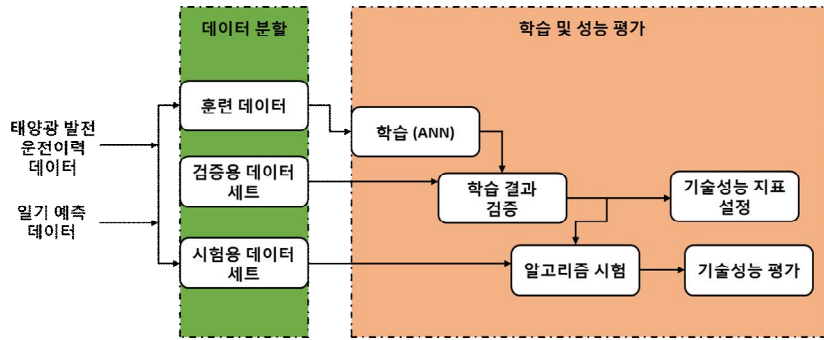 데이터 분할
학습 및 성능 평가
태양광 발전
운전이력
데이터
일기 예측
데이터
훈련 데이터
검증용 데이터
세트
시험용 데이터
세트
학습 (ANN)
학습 결과
검증
기술성능 지표
설정
알고리즘 시험
기술성능 평가